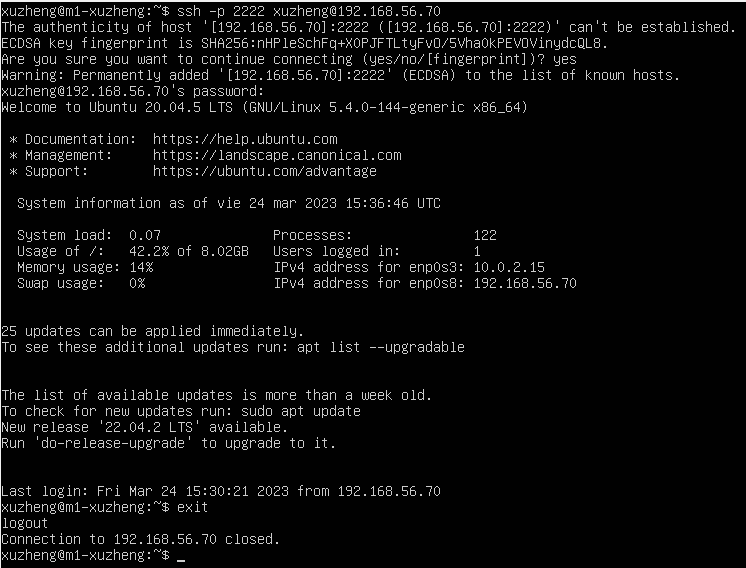 xuzheng@m1-xuzheng:~$ ssh -p 2222 xuzheng@192.168.56.70
The authenticity of host '[192.168.56.70]:2222 ([192.168.56.70]:2222)' can't be established.
ECDSA key fingerprint is SHA256:nHPleSchFq+X0PJFTLtyFvO/5Vha0kPEVOVinydcQL8.
Are you sure you want to continue connecting (yes/no/[fingerprint])? yes
Warning: Permanently added '[192.168.56.70]:2222' (ECDSA) to the list of known hosts.
xuzheng@192.168.56.70's password:
Welcome to Ubuntu 20.04.5 LTS (GNU/Linux 5.4.0-144-generic x86_64)
* Documentation:  https://help.ubuntu.com
* Management:     https://landscape.canonical.com
* Support:        https://ubuntu.com/advantage
System information as of vie 24 mar 2023 15:36:46 UTC
System load:  0.07              Processes:               122
Usage of /:   42.2% of 8.02GB   Users logged in:         1
Memory usage: 14%               IPv4 address for enp0s3: 10.0.2.15
Swap usage:   0%                IPv4 address for enp0s8: 192.168.56.70
25 updates can be applied immediately.
To see these additional updates run: apt list --upgradable
The list of available updates is more than a week old.
To check for new updates run: sudo apt update
New release '22.04.2 LTS' available.
Run 'do-release-upgrade' to upgrade to it.
Last login: Fri Mar 24 15:30:21 2023 from 192.168.56.70
xuzheng@m1-xuzheng:~$ exit
logout
Connection to 192.168.56.70 closed.
xuzheng@m1-xuzheng:~$ _